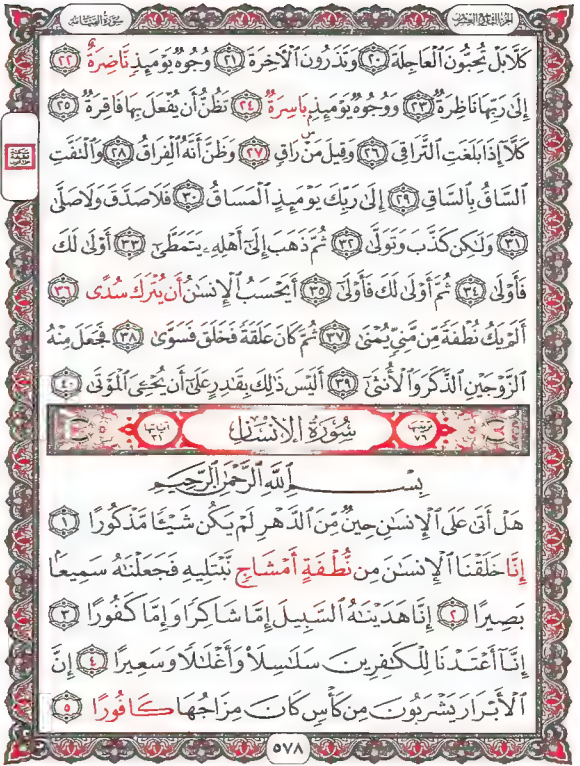 الجزء التاسع والعشرون
سورة القيامة
كَلَّا بَلْ تُحِبُّونَ ٱلْعَاجِلَةَ ٢٠ وَتَذَرُونَ ٱلْأَخِرَةَ ٢١ وُجُوهٌ يَوْمَئِذٍ نَّاضِرَةٌ ٢٢
إِلَىٰ رَبِّهَا نَاظِرَةٌ ٢٣ وَوُجُوهٌ يَوْمَئِذٍۭ بَاسِرَةٌ ٢٤ تَظُنُّ أَن يُفْعَلَ بِهَا فَاقِرَةٌ ٢٥
كَلَّآ إِذَا بَلَغَتِ ٱلتَّرَاقِيَ ٢٦ وَقِيلَ مَنْۜ رَاقٍ ٢٧ وَظَنَّ أَنَّهُ ٱلْفِرَاقُ ٢٨ وَٱلْتَفَّتِ
ٱلسَّاقُ بِٱلسَّاقِ ٢٩ إِلَىٰ رَبِّكَ يَوْمَئِذٍ ٱلْمَسَاقُ ٣٠ فَلَا صَدَّقَ وَلَا صَلَّىٰ
٣١ وَلَٰكِن كَذَّبَ وَتَوَلَّىٰ ٣٢ ثُمَّ ذَهَبَ إِلَىٰٓ أَهْلِهِۦ يَتَمَطَّىٰٓ ٣٣ أَوْلَىٰ لَكَ
فَأَوْلَىٰ ٣٤ ثُمَّ أَوْلَىٰ لَكَ فَأَوْلَىٰٓ ٣٥ أَيَحْسَبُ ٱلْإِنسَٰنُ أَن يُتْرَكَ سُدًى ٣٦
أَلَمْ يَكُ نُطْفَةً مِّن مَّنِيٍّ يُمْنَىٰ ٣٧ ثُمَّ كَانَ عَلَقَةً فَخَلَقَ فَسَوَّىٰ ٣٨ فَجَعَلَ مِنْهُ
ٱلزَّوْجَيْنِ ٱلذَّكَرَ وَٱلْأُنثَىٰٓ ٣٩ أَلَيْسَ ذَٰلِكَ بِقَٰدِرٍ عَلَىٰٓ أَن يُحْـِۧىَ ٱلْمَوْتَىٰ ٤٠
ترتيبها ٧٦ سُورَةُ الإِنْسَانِ آياتها ٣١
بِسْمِ ٱللَّهِ ٱلرَّحْمَٰنِ ٱلرَّحِيمِ
هَلْ أَتَىٰ عَلَى ٱلْإِنسَٰنِ حِينٌ مِّنَ ٱلدَّهْرِ لَمْ يَكُن شَيْـًٔا مَّذْكُورًا ١
إِنَّا خَلَقْنَا ٱلْإِنسَٰنَ مِن نُّطْفَةٍ أَمْشَاجٍ نَّبْتَلِيهِ فَجَعَلْنَٰهُ سَمِيعًۢا
بَصِيرًا ٢ إِنَّا هَدَيْنَٰهُ ٱلسَّبِيلَ إِمَّا شَاكِرًا وَإِمَّا كَفُورًا ٣
إِنَّآ أَعْتَدْنَا لِلْكَٰفِرِينَ سَلَٰسِلَا۟ وَأَغْلَٰلًا وَسَعِيرًا ٤ إِنَّ
ٱلْأَبْرَارَ يَشْرَبُونَ مِن كَأْسٍ كَانَ مِزَاجُهَا كَافُورًا ٥
٥٧٨